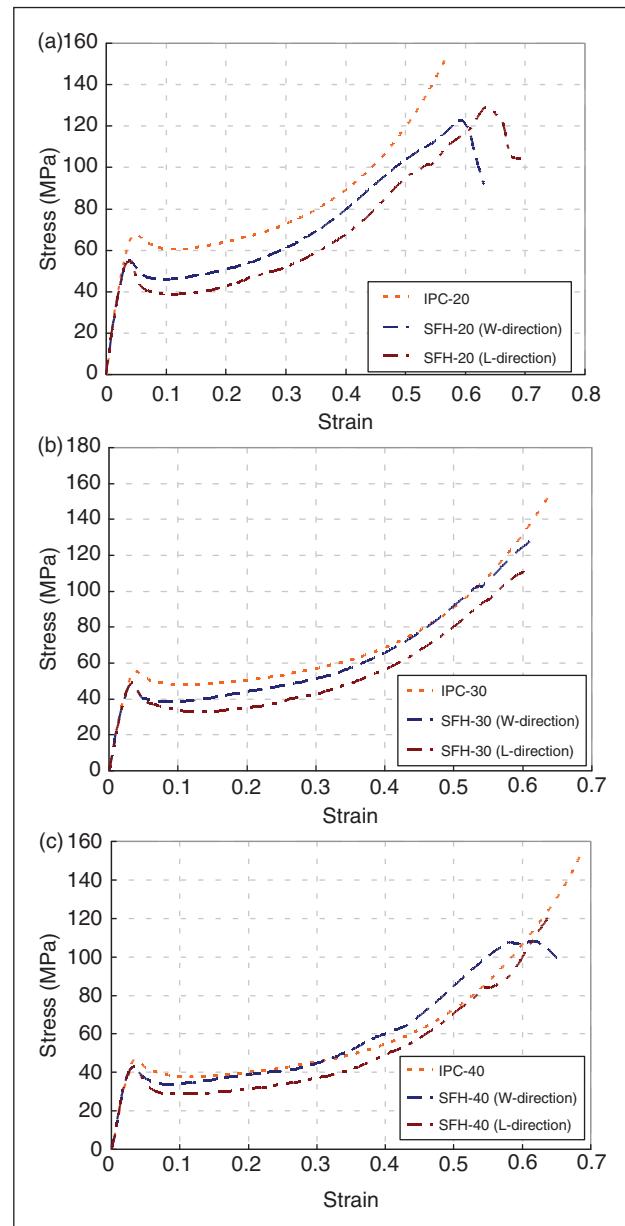 (a) 160
140
120
100
80
60
40
20
0
Stress (MPa)
IPC-20
SFH-20 (W-direction)
SFH-20 (L-direction)
0 0.1 0.2 0.3 0.4 0.5 0.6 0.7 0.8
Strain
(b) 180
160
140
120
100
80
60
40
20
0
Stress (MPa)
IPC-30
SFH-30 (W-direction)
SFH-30 (L-direction)
0 0.1 0.2 0.3 0.4 0.5 0.6 0.7
Strain
(c) 160
140
120
100
80
60
40
20
0
Stress (MPa)
IPC-40
SFH-40 (W-direction)
SFH-40 (L-direction)
0 0.1 0.2 0.3 0.4 0.5 0.6 0.7
Strain